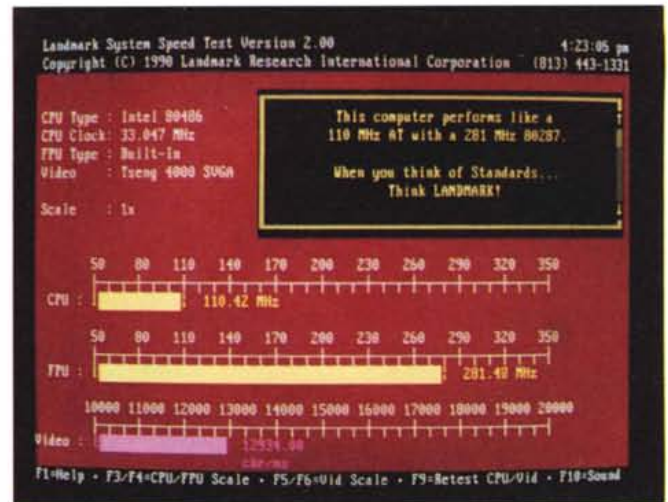 Landmark System Speed Test Version 2.00 4:23:05 pm
Copyright (C) 1990 Landmark Research International Corporation (813) 443-1331
CPU Type : Intel 80486
CPU Clock: 33.047 MHz
FPU Type : Built-In
Video : Tseng 4000 SVGA
Scale : 1x
This computer performs like a
110 MHz AT with a 281 MHz 80287.
When you think of Standards...
Think LANDMARK!
50 80 110 140 170 200 230 260 290 320 350
CPU : 110.42 MHz
50 80 110 140 170 200 230 260 290 320 350
FPU : 281.40 MHz
10000 11000 12000 13000 14000 15000 16000 17000 18000 19000 20000
Video : 12934.00
chr/ms
F1=Help · F3/F4=CPU/FPU Scale · F5/F6=Vid Scale · F9=Retest CPU/Vid · F10=Sound